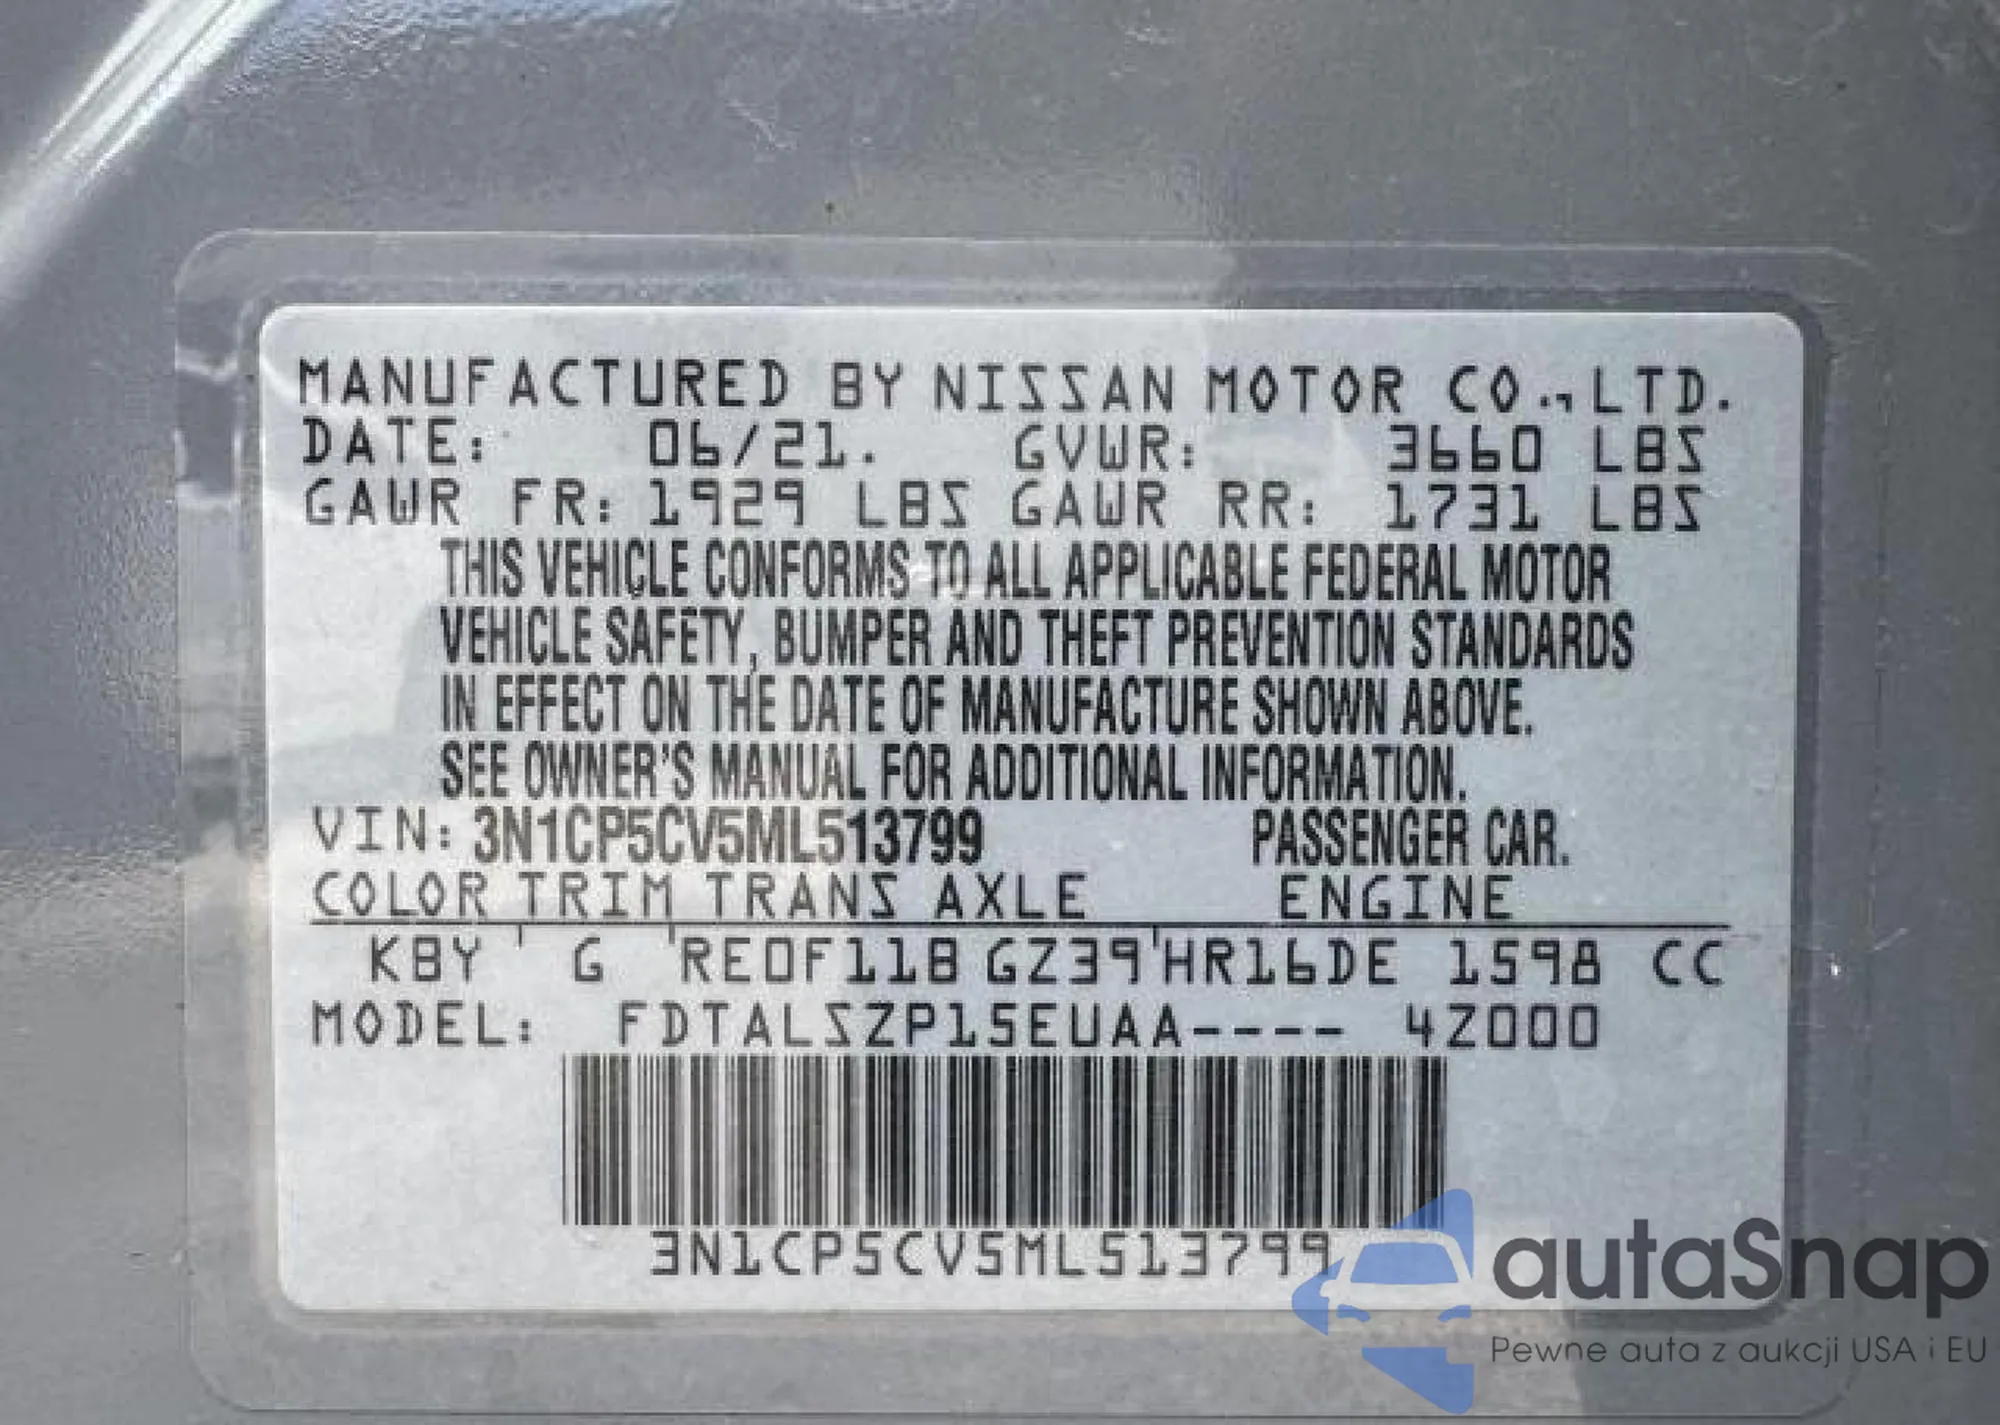 MANUFACTURED BY NISSAN MOTOR CO., LTD.
DATE: 06/21. GVWR: 3660 LBS
GAWR FR: 1929 LBS GAWR RR: 1731 LBS
THIS VEHICLE CONFORMS TO ALL APPLICABLE FEDERAL MOTOR
VEHICLE SAFETY, BUMPER AND THEFT PREVENTION STANDARDS
IN EFFECT ON THE DATE OF MANUFACTURE SHOWN ABOVE.
SEE OWNER'S MANUAL FOR ADDITIONAL INFORMATION.
VIN: 3N1CP5CV5ML513799 PASSENGER CAR.
COLOR TRIM TRANS AXLE ENGINE
KBY G RE0F11B GZ39 HR16DE 1598 CC
MODEL: FDTALSZP15EUAA---- 4Z000
3N1CP5CV5ML513799
autaSnap
Pewne auta z aukcji USA i EU